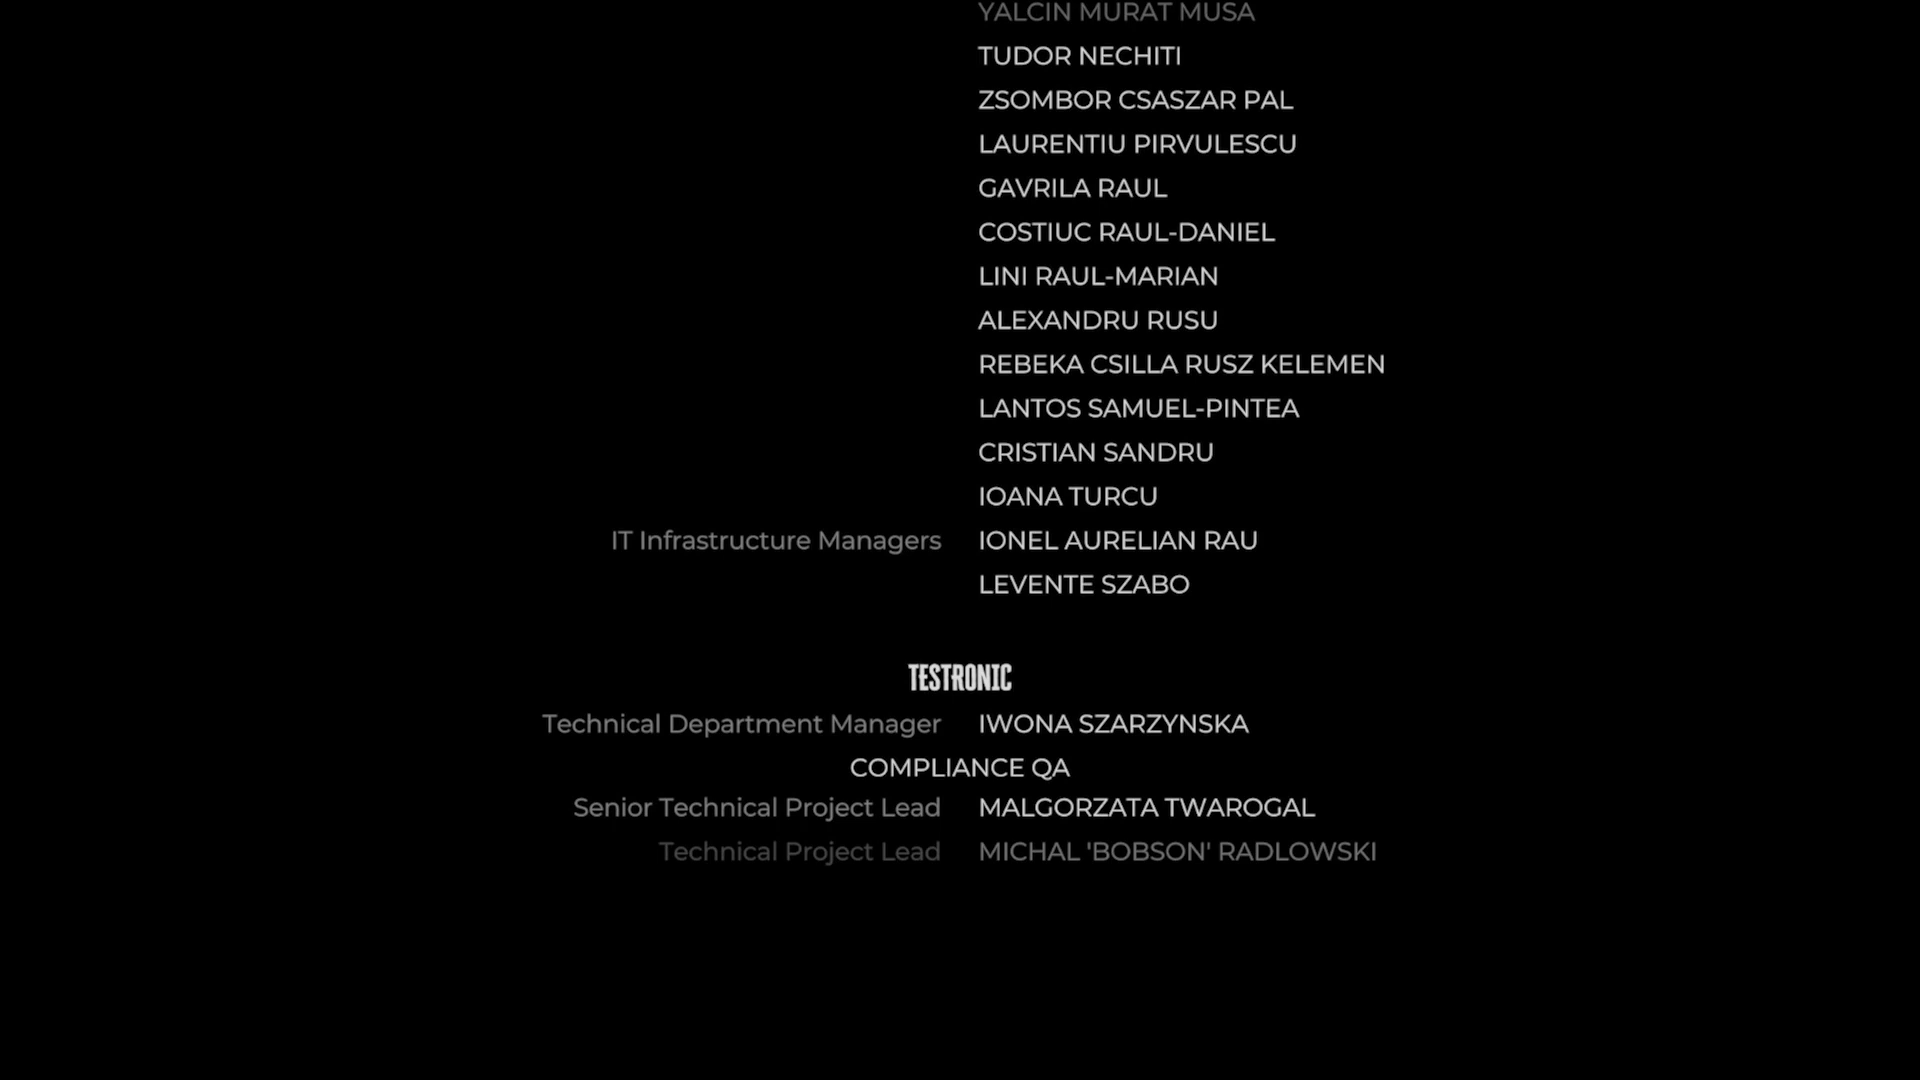 YALCIN MURAT MUSA
TUDOR NECHITI
ZSOMBOR CSASZAR PAL
LAURENTIU PIRVULESCU
GAVRILA RAUL
COSTIUC RAUL-DANIEL
LINI RAUL-MARIAN
ALEXANDRU RUSU
REBEKA CSILLA RUSZ KELEMEN
LANTOS SAMUEL-PINTEA
CRISTIAN SANDRU
IOANA TURCU
IT Infrastructure Managers IONEL AURELIAN RAU
LEVENTE SZABO
TESTRONIC
Technical Department Manager IWONA SZARZYNSKA
COMPLIANCE QA
Senior Technical Project Lead MALGORZATA TWAROGAL
Technical Project Lead MICHAL 'BOBSON' RADLOWSKI